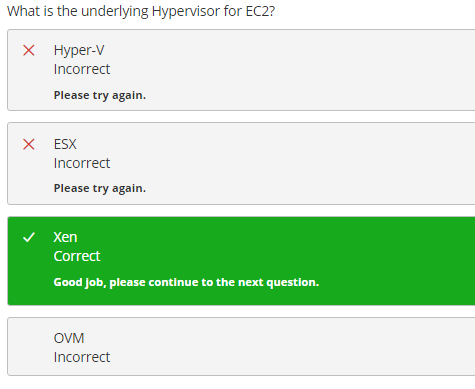 What is the underlying Hypervisor for EC2?
Hyper-V
Incorrect
Please try again.
ESX
Incorrect
Please try again.
Xen
Correct
Good job, please continue to the next question.
OVM
Incorrect